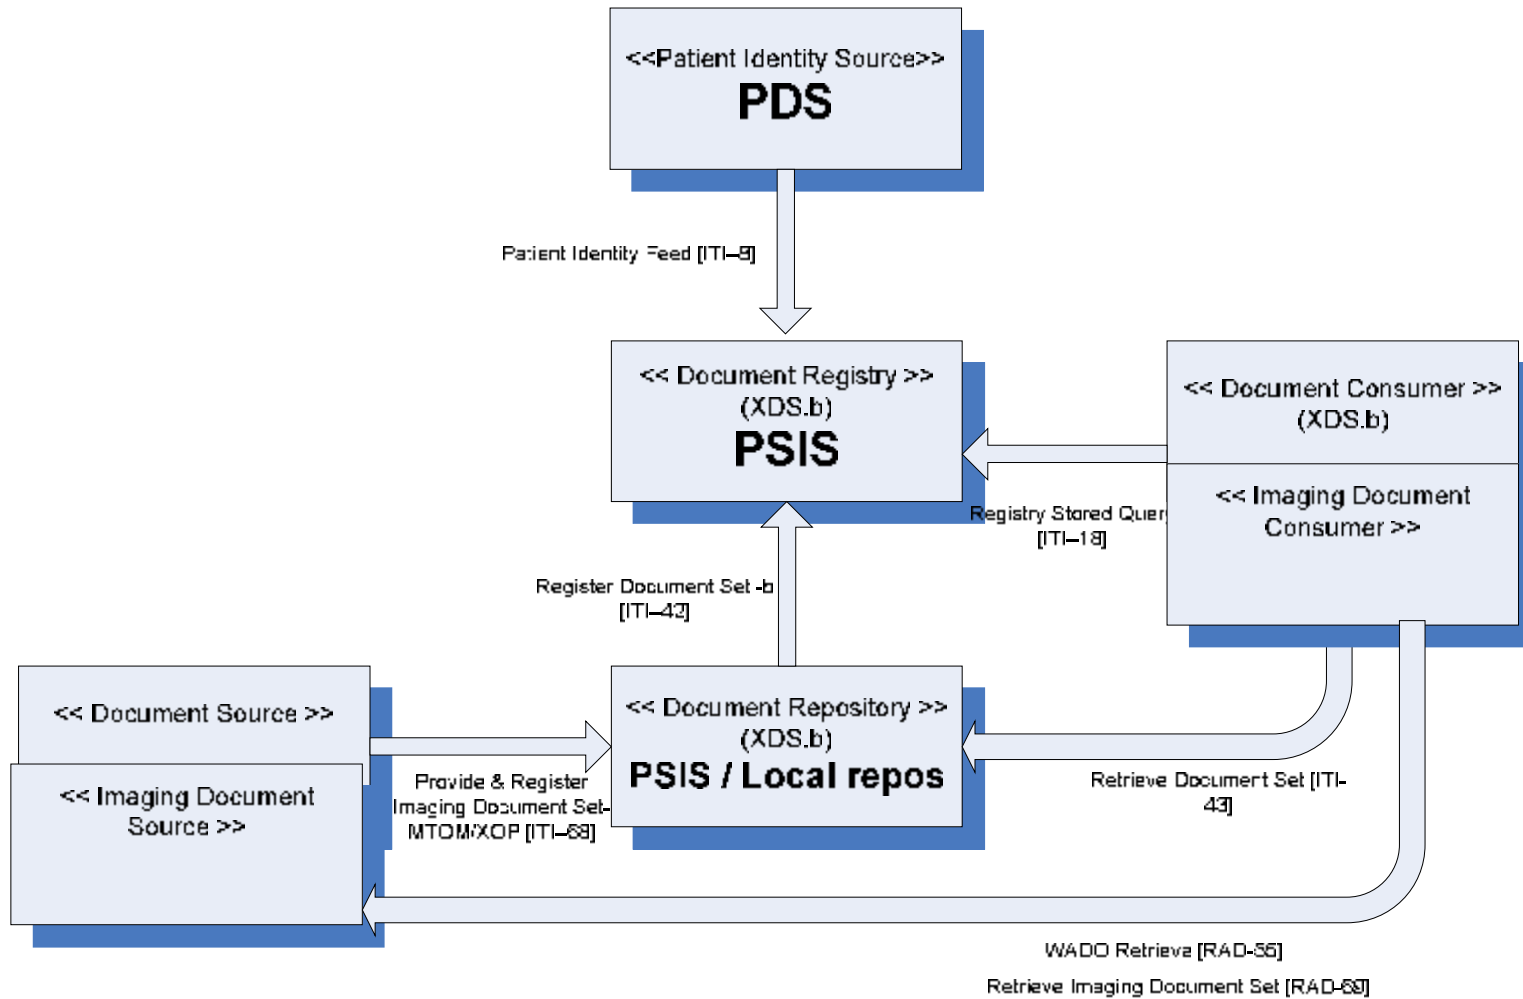 <<Patient Identity Source>>
PDS
Patient Identity Feed [ITI-8]
<< Document Registry >>
(XDS.b)
PSIS
<< Document Consumer >>
(XDS.b)
<< Imaging Document
Consumer >>
Registry Stored Query
[ITI-18]
Register Document Set -b
[ITI-42]
<< Document Source >>
<< Imaging Document
Source >>
Provide & Register
Imaging Document Set-
MTOM/XOP [ITI-68]
<< Document Repository >>
(XDS.b)
PSIS / Local repos
Retrieve Document Set [ITI-
43]
WADO Retrieve [RAD-55]
Retrieve Imaging Document Set [RAD-69]